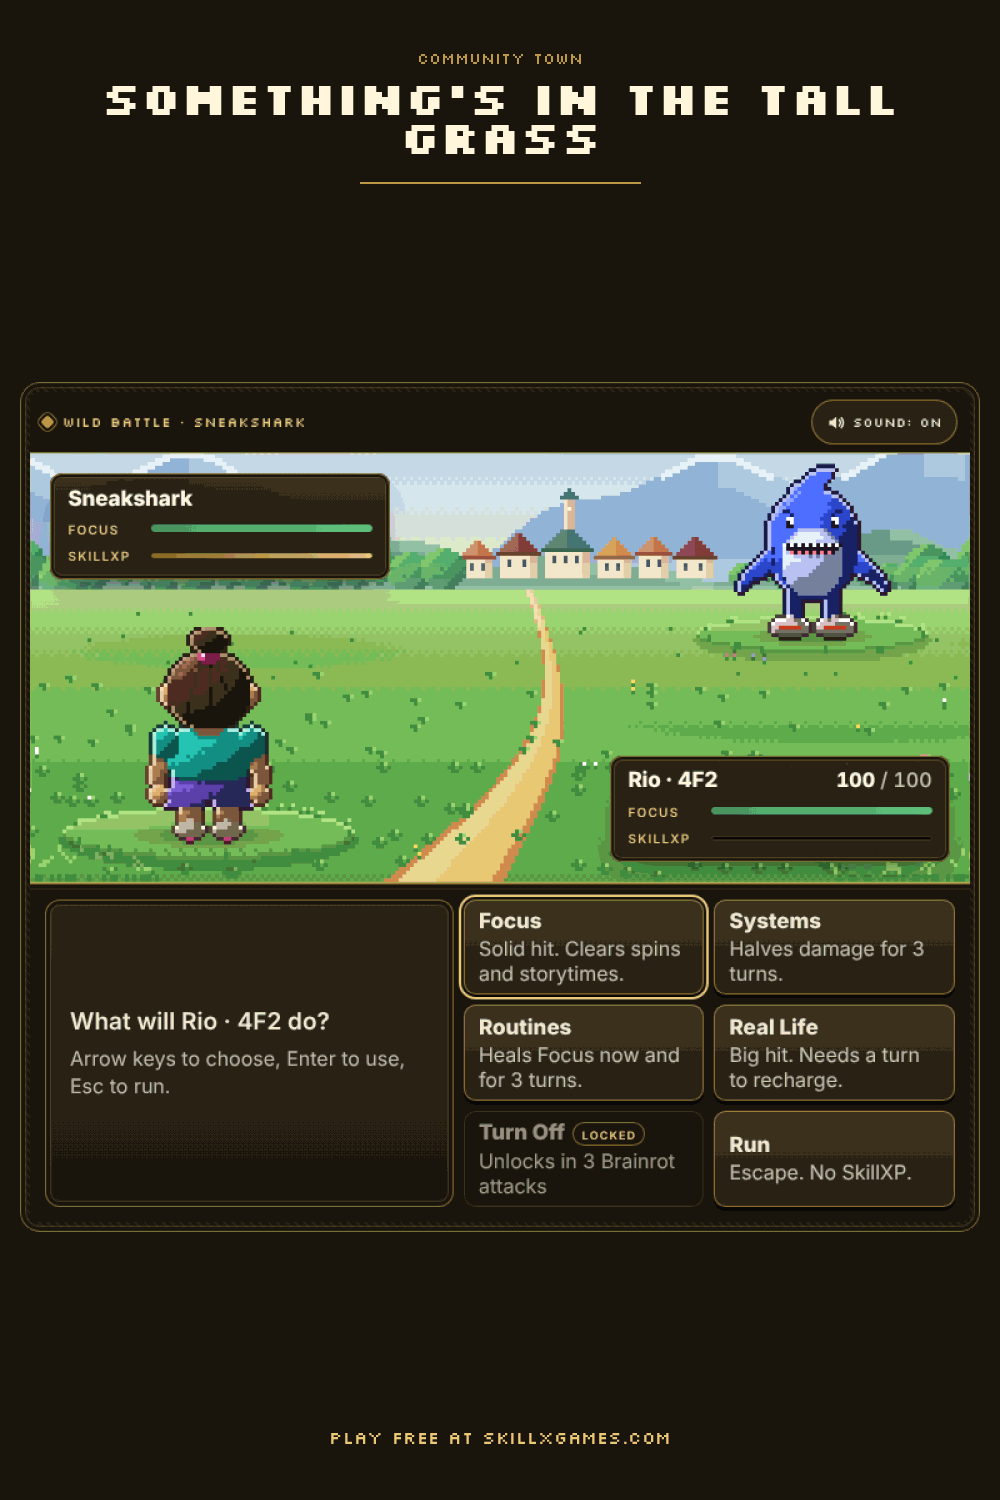 COMMUNITY TOWN
SOMETHING'S IN THE TALL
GRASS
WILD BATTLE · SNEAKSHARK
SOUND: ON
Sneakshark
FOCUS
SKILLXP
Rio · 4F2 100 / 100
FOCUS
SKILLXP
What will Rio · 4F2 do?
Arrow keys to choose, Enter to use,
Esc to run.
Focus
Solid hit. Clears spins
and storytimes.
Systems
Halves damage for 3
turns.
Routines
Heals Focus now and
for 3 turns.
Real Life
Big hit. Needs a turn
to recharge.
Turn Off LOCKED
Unlocks in 3 Brainrot
attacks
Run
Escape. No SkillXP.
PLAY FREE AT SKILLXGAMES.COM